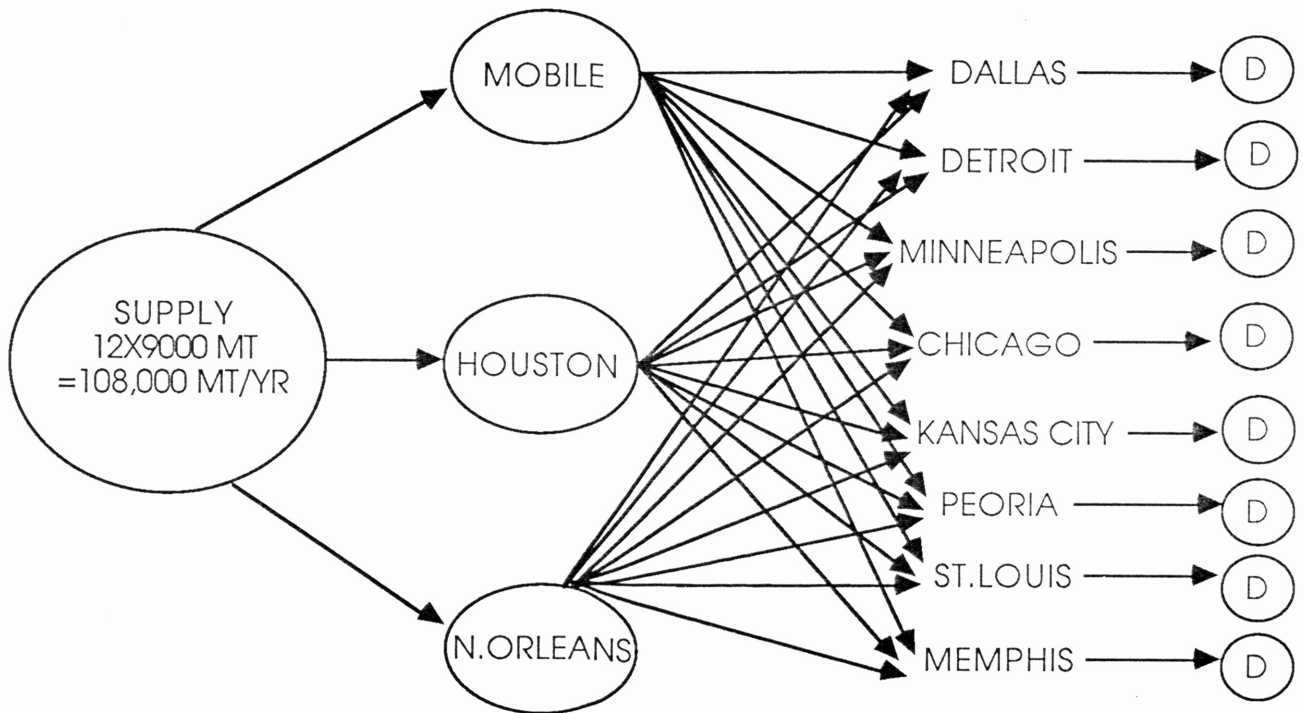 SUPPLY
12X9000 MT
=108,000 MT/YR
MOBILE
HOUSTON
N.ORLEANS
DALLAS
DETROIT
MINNEAPOLIS
CHICAGO
KANSAS CITY
PEORIA
ST.LOUIS
MEMPHIS
D
D
D
D
D
D
D
D